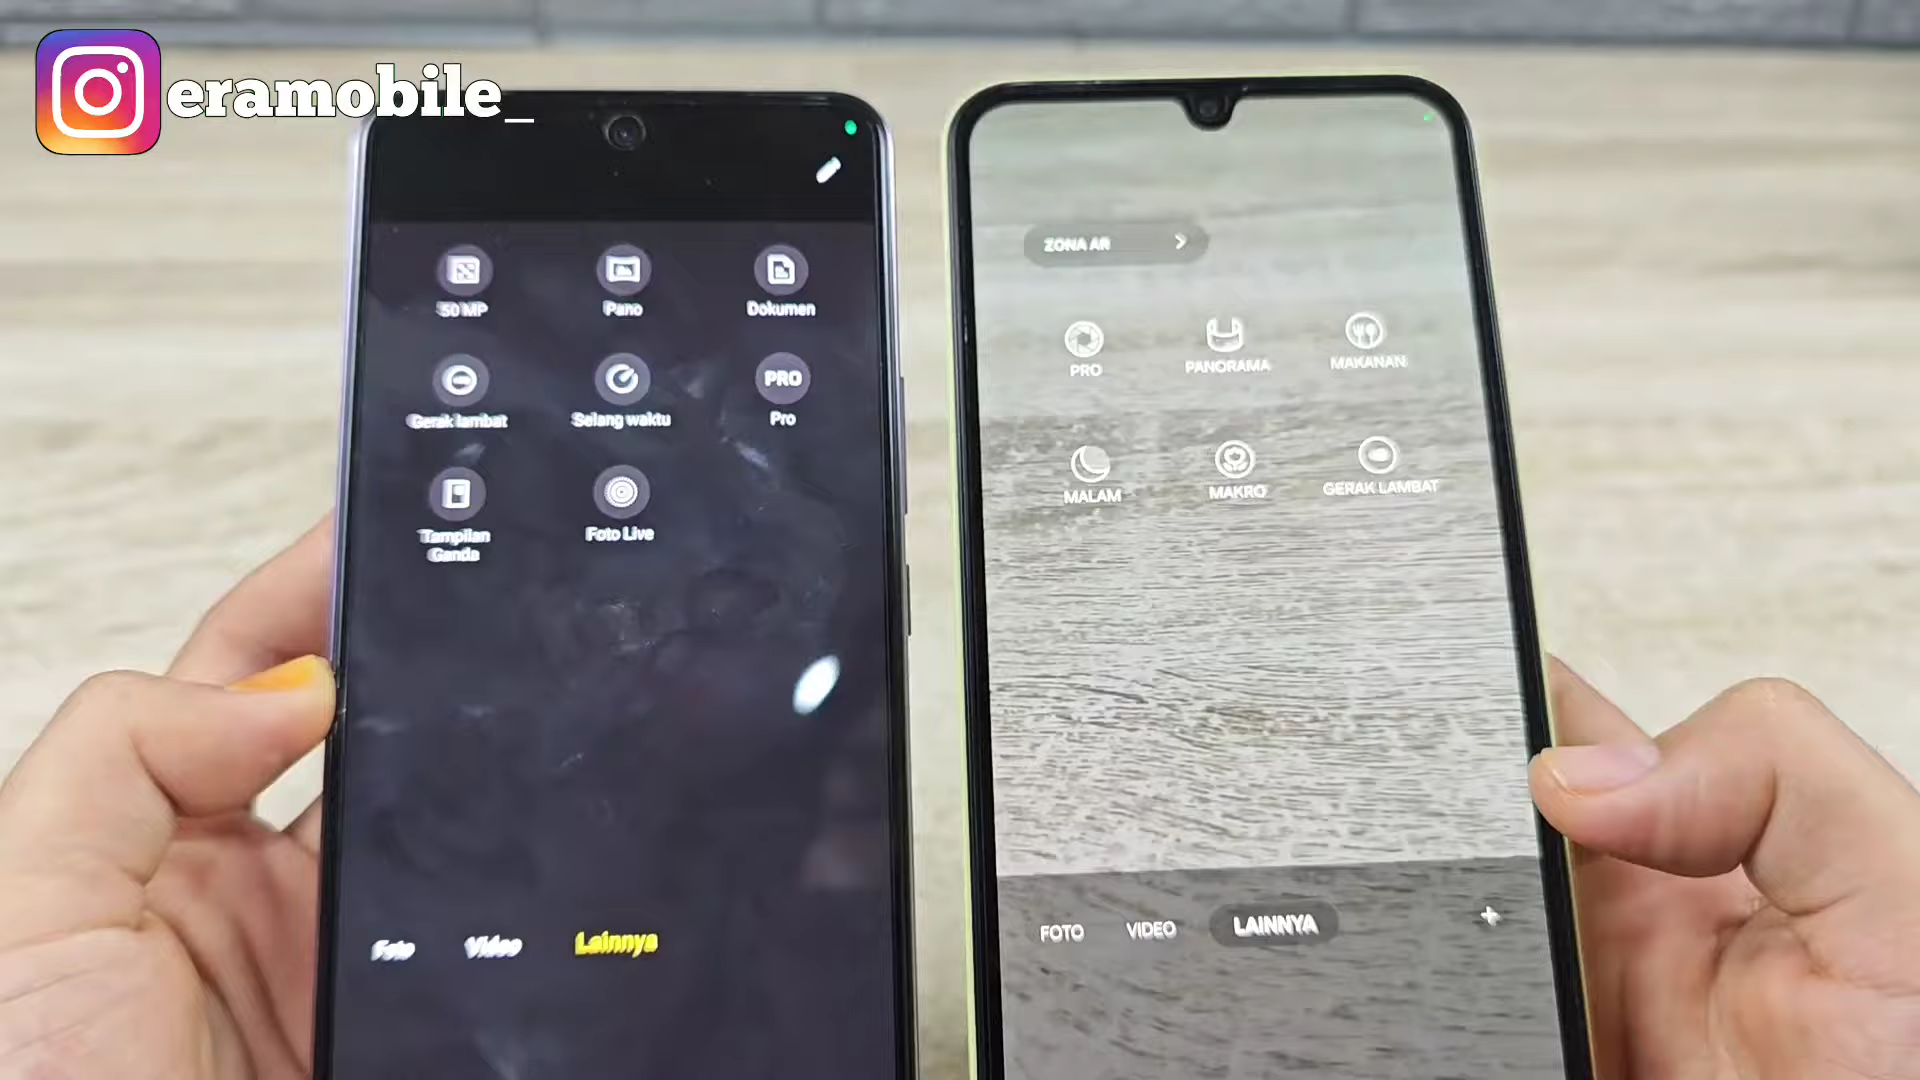 eramobile_
50 MP
Pano
Dokumen
Gerak lambat
Selang waktu
PRO
Pro
Tampilan
Ganda
Foto Live
Foto
Video
Lainnya
ZONA AR
PRO
PANORAMA
MAKANAN
MALAM
MAKRO
GERAK LAMBAT
FOTO
VIDEO
LAINNYA